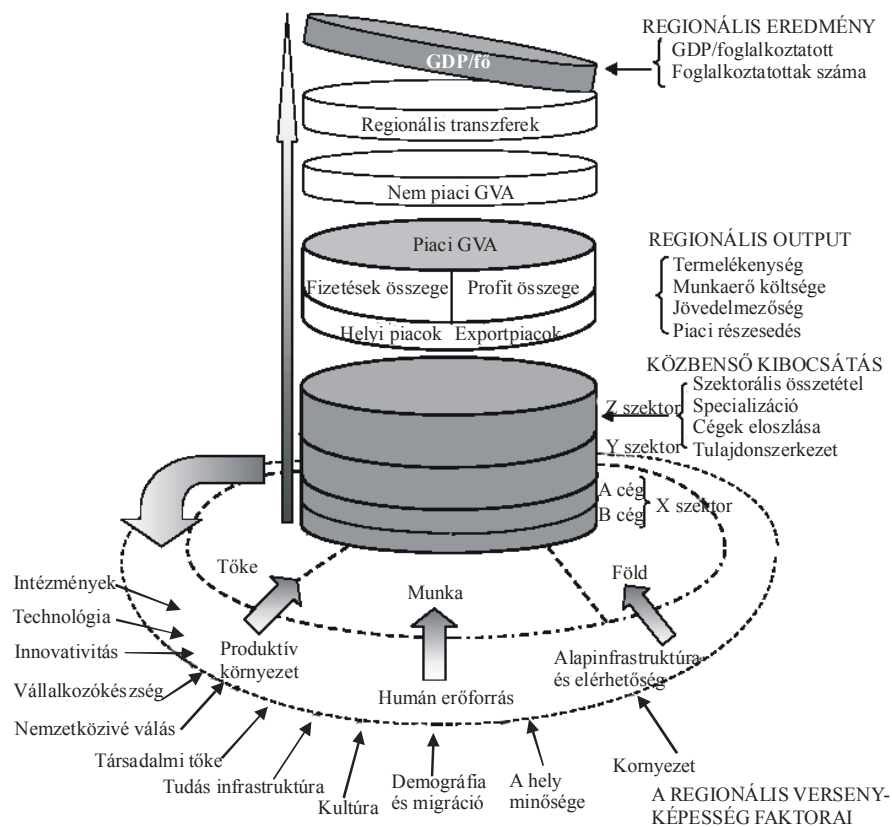 REGIONÁLIS EREDMÉNY
GDP/foglalkoztatott
Foglalkoztatottak száma
GDP/fő
Regionális transzferek
Nem piaci GVA
Piaci GVA
Fizetések összege
Profit összege
Helyi piacok
Exportpiacok
REGIONÁLIS OUTPUT
Termelékenység
Munkaerő költsége
Jövedelmezőség
Piaci részesedés
KÖZBENSŐ KIBOCSÁTÁS
Szektorális összetétel
Specializáció
Cégek eloszlása
Tulajdonszerkezet
Z szektor
Y szektor
A cég
B cég
X szektor
Tőke
Munka
Föld
Produktív
környezet
Humán erőforrás
Alapinfrastruktúra
és elérhetőség
Intézmények
Technológia
Innovativitás
Vállalkozókészség
Nemzetközivé válás
Társadalmi tőke
Tudás infrastruktúra
Kultúra
Demográfia
és migráció
A hely
minősége
Kornyezet
A REGIONÁLIS VERSENY-
KÉPESSÉG FAKTORAI